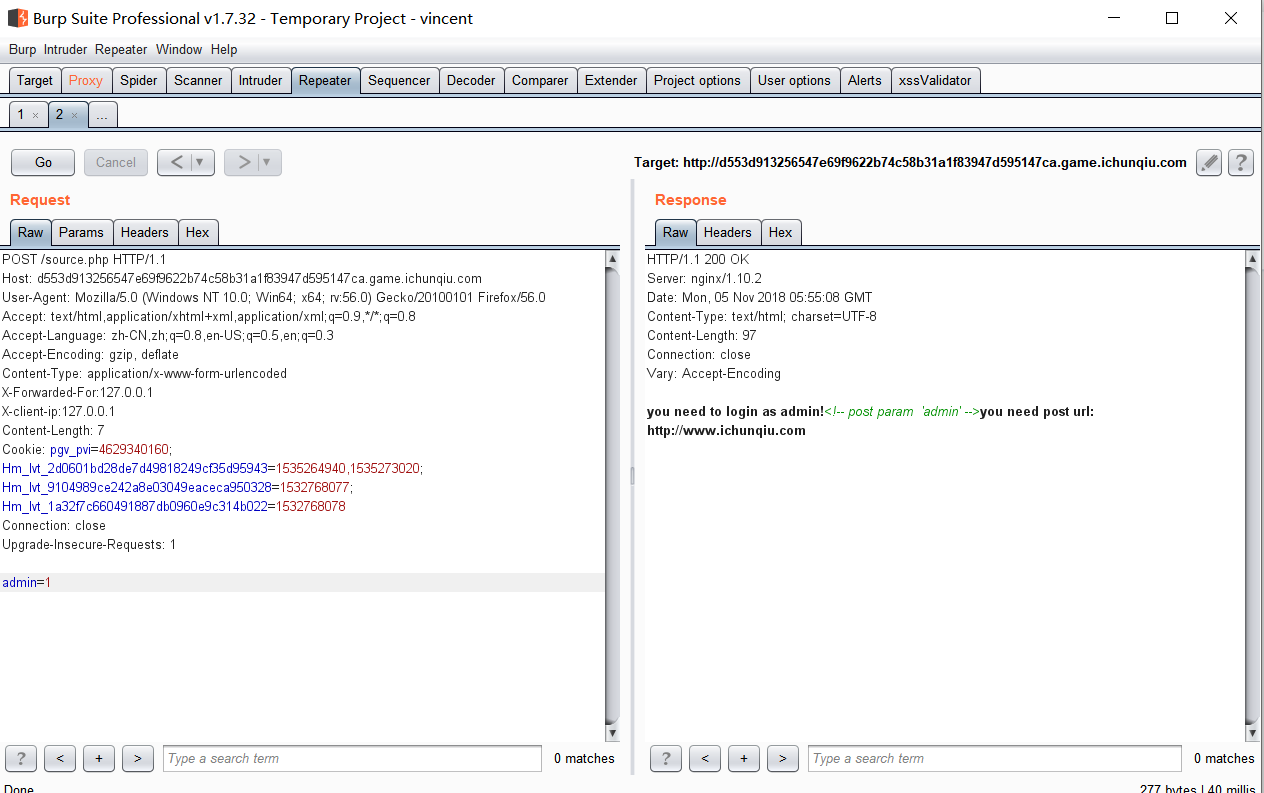 Burp Suite Professional v1.7.32 - Temporary Project - vincent
Burp Intruder Repeater Window Help
Target Proxy Spider Scanner Intruder Repeater Sequencer Decoder Comparer Extender Project options User options Alerts xssValidator
1 × 2 × ...
Go Cancel < ▼ > ▼ Target: http://d553d913256547e69f9622b74c58b31a1f83947d595147ca.game.ichunqiu.com ?
Request
Raw Params Headers Hex
POST /source.php HTTP/1.1
Host: d553d913256547e69f9622b74c58b31a1f83947d595147ca.game.ichunqiu.com
User-Agent: Mozilla/5.0 (Windows NT 10.0; Win64; x64; rv:56.0) Gecko/20100101 Firefox/56.0
Accept: text/html,application/xhtml+xml,application/xml;q=0.9,*/*;q=0.8
Accept-Language: zh-CN,zh;q=0.8,en-US;q=0.5,en;q=0.3
Accept-Encoding: gzip, deflate
Content-Type: application/x-www-form-urlencoded
X-Forwarded-For:127.0.0.1
X-client-ip:127.0.0.1
Content-Length: 7
Cookie: pgv_pvi=4629340160;
Hm_lvt_2d0601bd28de7d49818249cf35d95943=1535264940,1535273020;
Hm_lvt_9104989ce242a8e03049eaceca950328=1532768077;
Hm_lvt_1a32f7c660491887db0960e9c314b022=1532768078
Connection: close
Upgrade-Insecure-Requests: 1
admin=1
? < + > Type a search term 0 matches
Response
Raw Headers Hex
HTTP/1.1 200 OK
Server: nginx/1.10.2
Date: Mon, 05 Nov 2018 05:55:08 GMT
Content-Type: text/html; charset=UTF-8
Content-Length: 97
Connection: close
Vary: Accept-Encoding
you need to login as admin!<!-- post param  'admin' -->you need post url:
http://www.ichunqiu.com
? < + > Type a search term 0 matches
Done 277 bytes | 40 millis